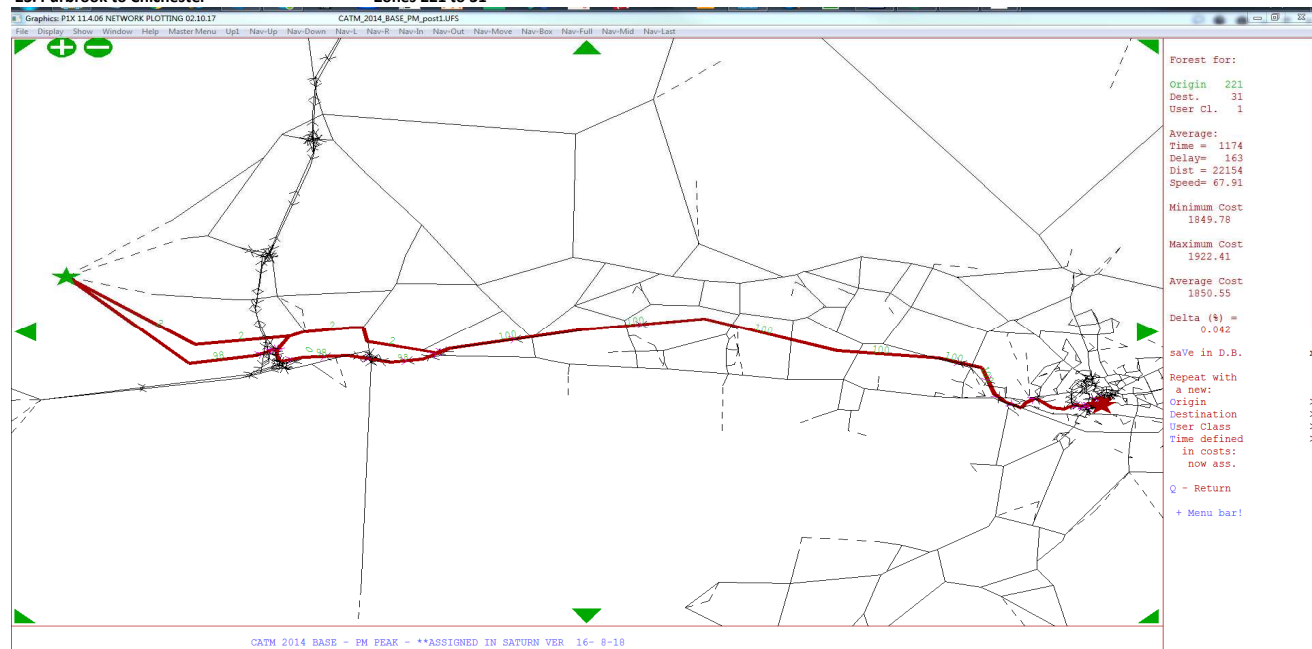 Zones 221 to 31
Graphics: P1X 11.4.06 NETWORK PLOTTING 02.10.17 CATM_2014_BASE_PM_post1.UFS
File Display Show Window Help Master Menu Up1 Nav-Up Nav-Down Nav-L Nav-R Nav-In Nav-Out Nav-Move Nav-Box Nav-Full Nav-Mid Nav-Last
Forest for:
Origin 221
Dest. 31
User Cl. 1
Average:
Time = 1174
Delay= 163
Dist = 22154
Speed= 67.91
Minimum Cost
1849.78
Maximum Cost
1922.41
Average Cost
1850.55
Delta (%) =
0.042
saVe in D.B.
Repeat with
a new:
Origin
Destination
User Class
Time defined
in costs:
now ass.
Q - Return
+ Menu bar!
2
2
2
2
98
98
98
100
100
100
100
100
CATM 2014 BASE - PM PEAK - **ASSIGNED IN SATURN VER 16- 8-18